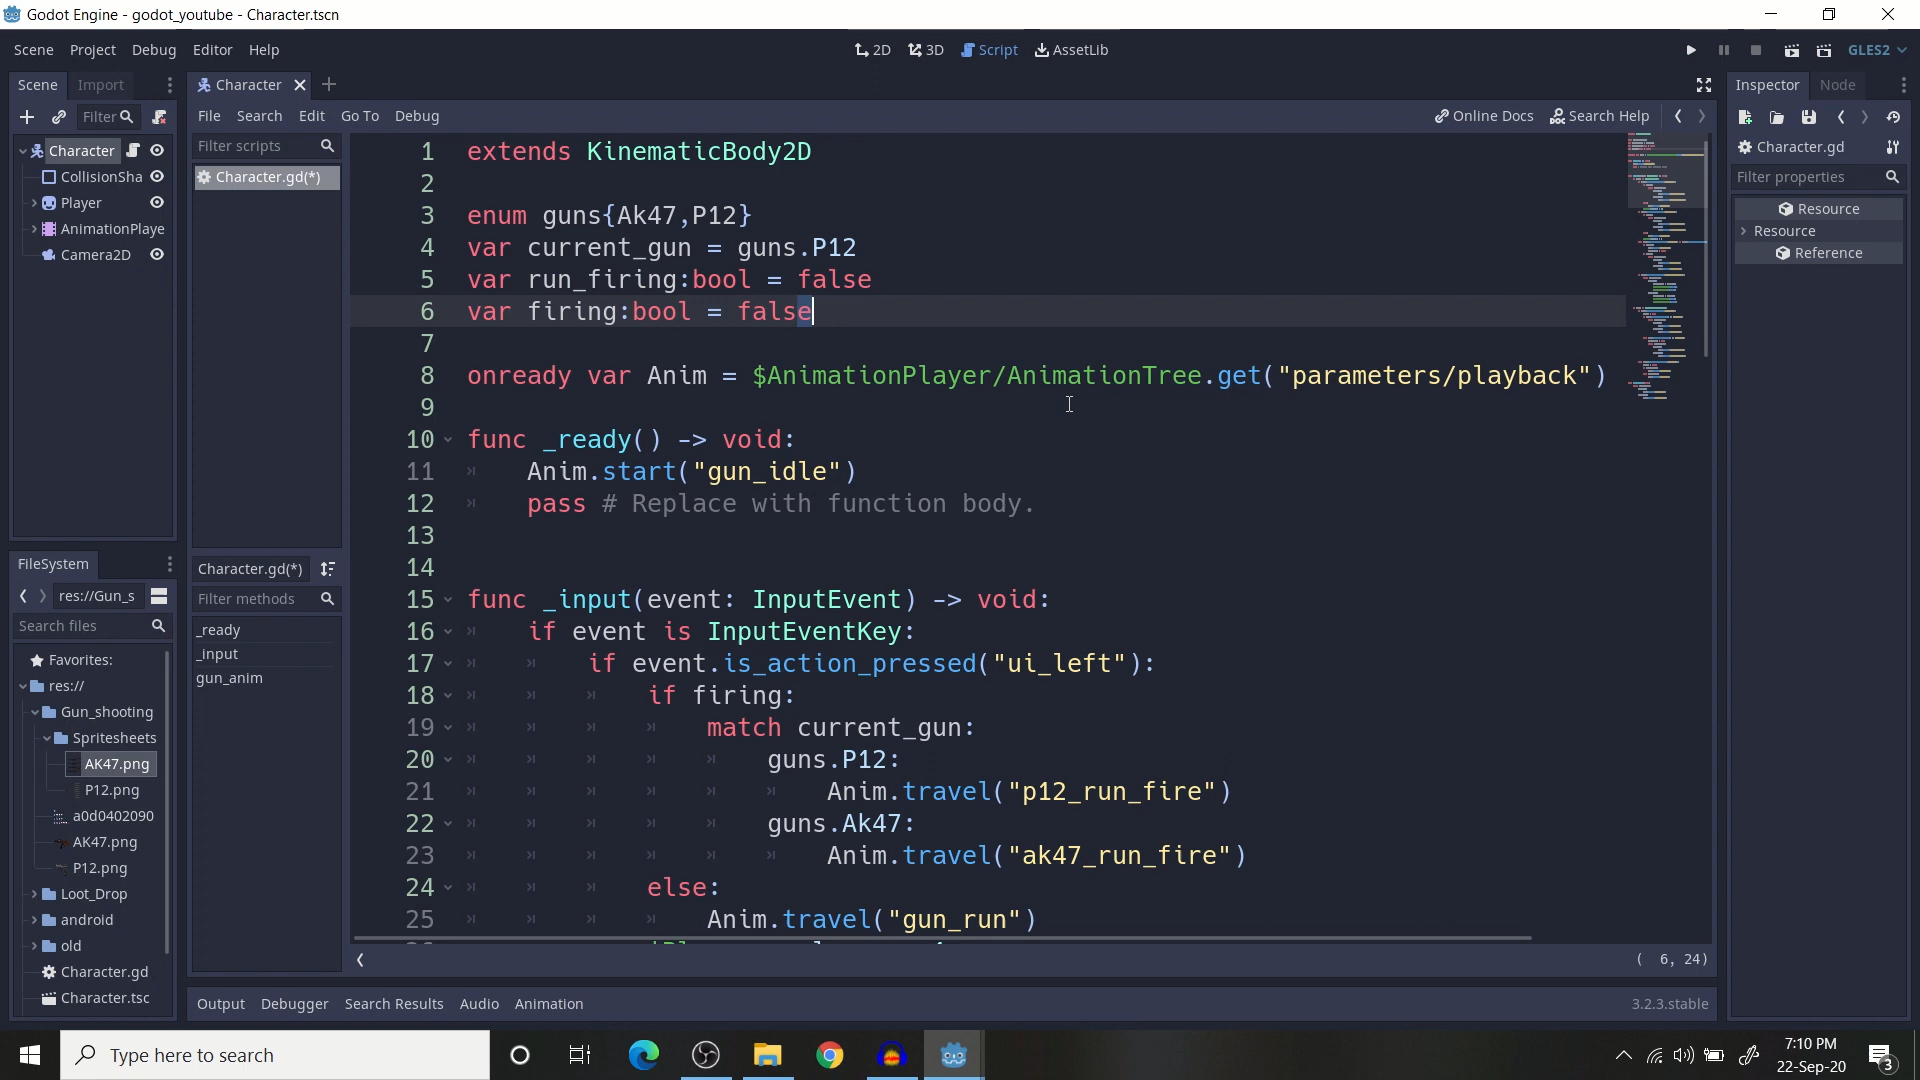 Godot Engine - godot_youtube - Character.tscn
Scene Project Debug Editor Help
2D 3D Script AssetLib
GLES2
Scene Import
Filter
Character
CollisionSha
Player
AnimationPlaye
Camera2D
FileSystem
res://Gun_s
Search files
Favorites:
res://
Gun_shooting
Spritesheets
AK47.png
P12.png
a0d0402090
AK47.png
P12.png
Loot_Drop
android
old
Character.gd
Character.tsc
Character
File Search Edit Go To Debug
Online Docs Search Help
Filter scripts
Character.gd(*)
Character.gd(*)
Filter methods
_ready
_input
gun_anim
1 extends KinematicBody2D
2
3 enum guns{Ak47,P12}
4 var current_gun = guns.P12
5 var run_firing:bool = false
6 var firing:bool = false
7
8 onready var Anim = $AnimationPlayer/AnimationTree.get("parameters/playback")
9
10 func _ready() -> void:
11 Anim.start("gun_idle")
12 pass # Replace with function body.
13
14
15 func _input(event: InputEvent) -> void:
16 if event is InputEventKey:
17 if event.is_action_pressed("ui_left"):
18 if firing:
19 match current_gun:
20 guns.P12:
21 Anim.travel("p12_run_fire")
22 guns.Ak47:
23 Anim.travel("ak47_run_fire")
24 else:
25 Anim.travel("gun_run")
( 6, 24)
Output Debugger Search Results Audio Animation
3.2.3.stable
Inspector Node
Character.gd
Filter properties
Resource
Resource
Reference
Type here to search
7:10 PM
22-Sep-20
3